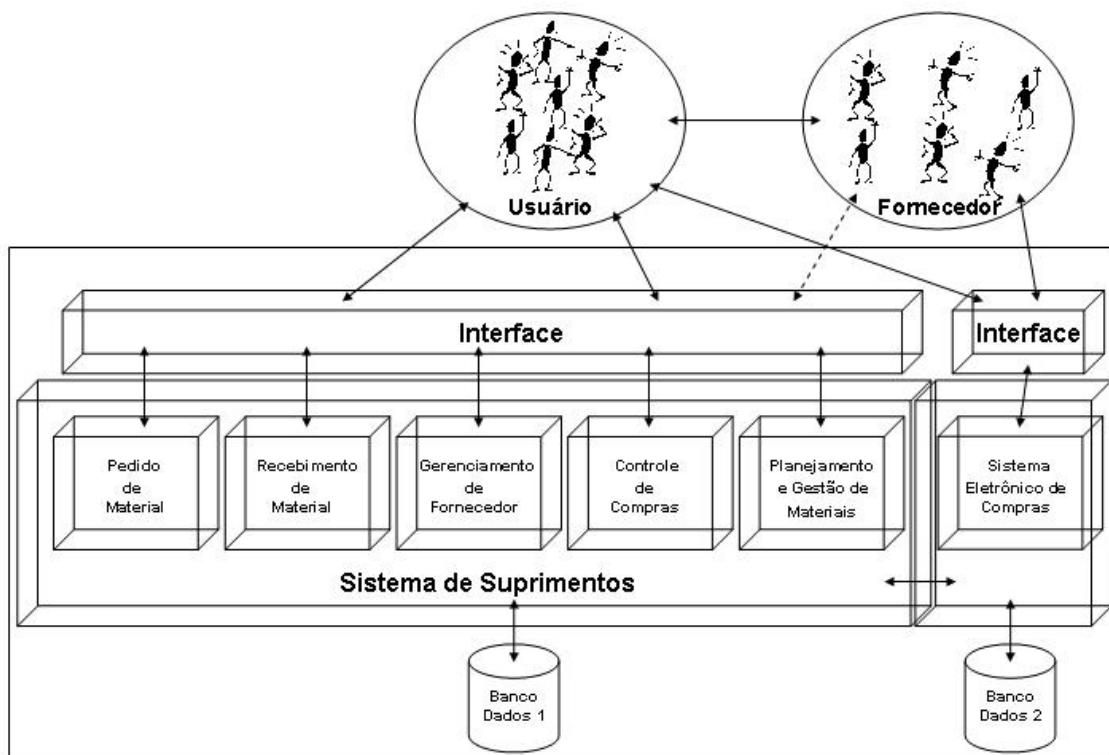 Usuário
Fornecedor
Interface
Interface
Pedido
de
Material
Recebimento
de
Material
Gerenciamento
de
Fornecedor
Controle
de
Compras
Planejamento
e Gestão de
Materiais
Sistema
Eletrônico de
Compras
Sistema de Suprimentos
Banco
Dados 1
Banco
Dados 2